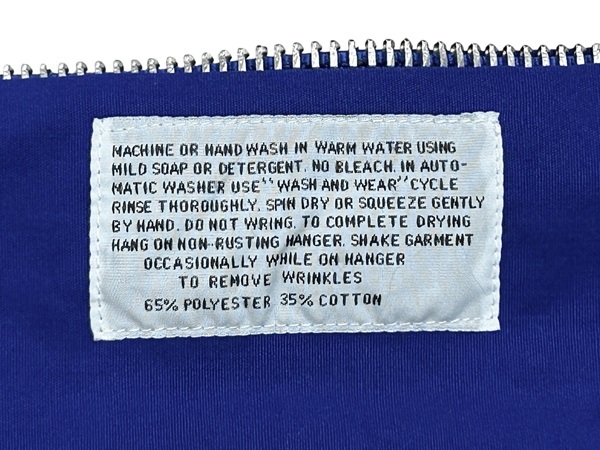 MACHINE OR HAND WASH IN WARM WATER USING
MILD SOAP OR DETERGENT. NO BLEACH. IN AUTO-
MATIC WASHER USE "WASH AND WEAR" CYCLE
RINSE THOROUGHLY. SPIN DRY OR SQUEEZE GENTLY
BY HAND. DO NOT WRING. TO COMPLETE DRYING
HANG ON NON-RUSTING HANGER. SHAKE GARMENT
OCCASIONALLY WHILE ON HANGER
TO REMOVE WRINKLES
65% POLYESTER 35% COTTON